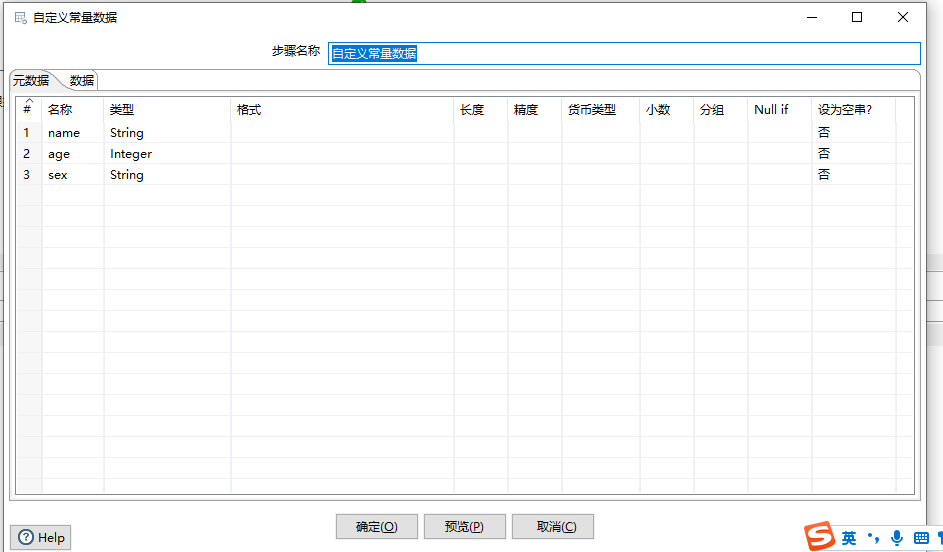 自定义常量数据
步骤名称 自定义常量数据
元数据 数据
# 名称 类型 格式 长度 精度 货币类型 小数 分组 Null if 设为空串?
1 name String 否
2 age Integer 否
3 sex String 否
确定(O) 预览(P) 取消(C)
Help
S 英